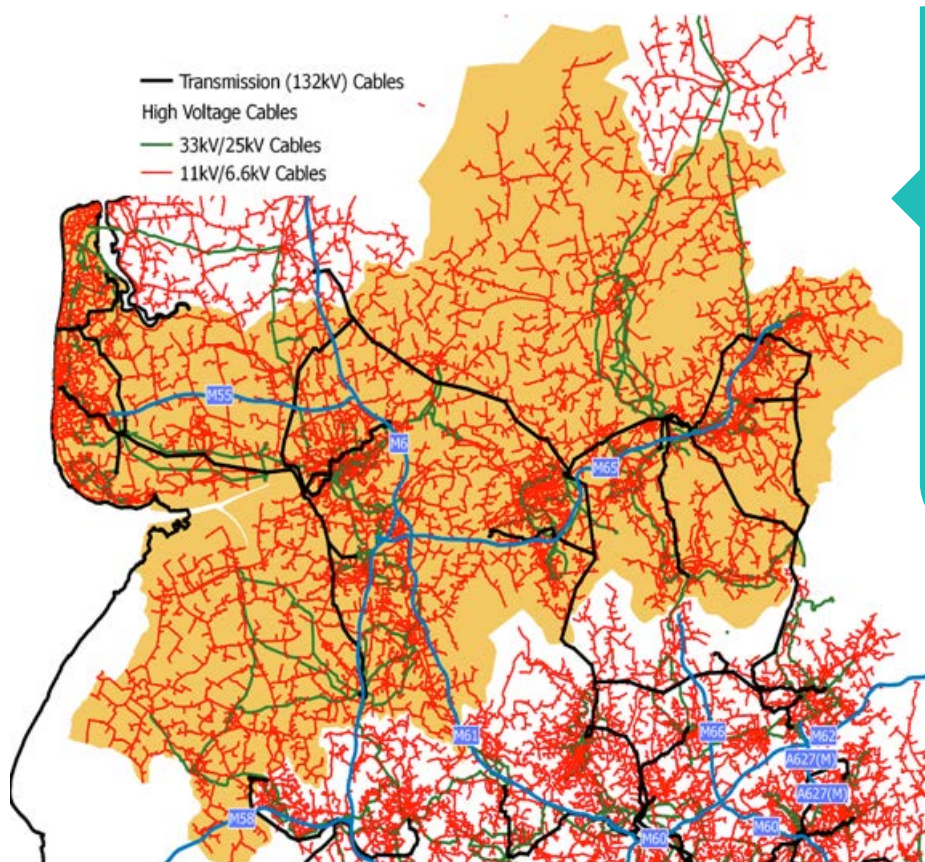 Transmission (132kV) Cables
High Voltage Cables
33kV/25kV Cables
11kV/6.6kV Cables
M55
M6
M65
M61
M66
M62
A627(M)
A627(M)
M58
M60
M60